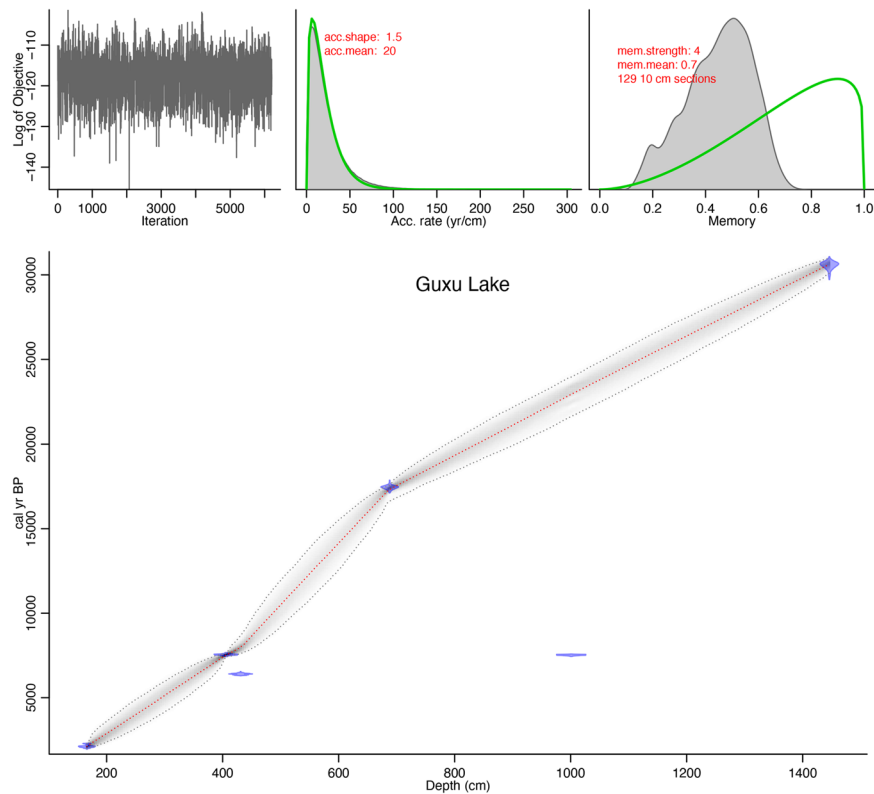 −110
−120
−130
−140
Log of Objective
0
1000
3000
5000
Iteration
acc.shape: 1.5
acc.mean: 20
0
50
100
150
200
250
300
Acc. rate (yr/cm)
mem.strength: 4
mem.mean: 0.7
129 10 cm sections
0.0
0.2
0.4
0.6
0.8
1.0
Memory
Guxu Lake
30000
25000
20000
15000
10000
5000
cal yr BP
200
400
600
800
1000
1200
1400
Depth (cm)